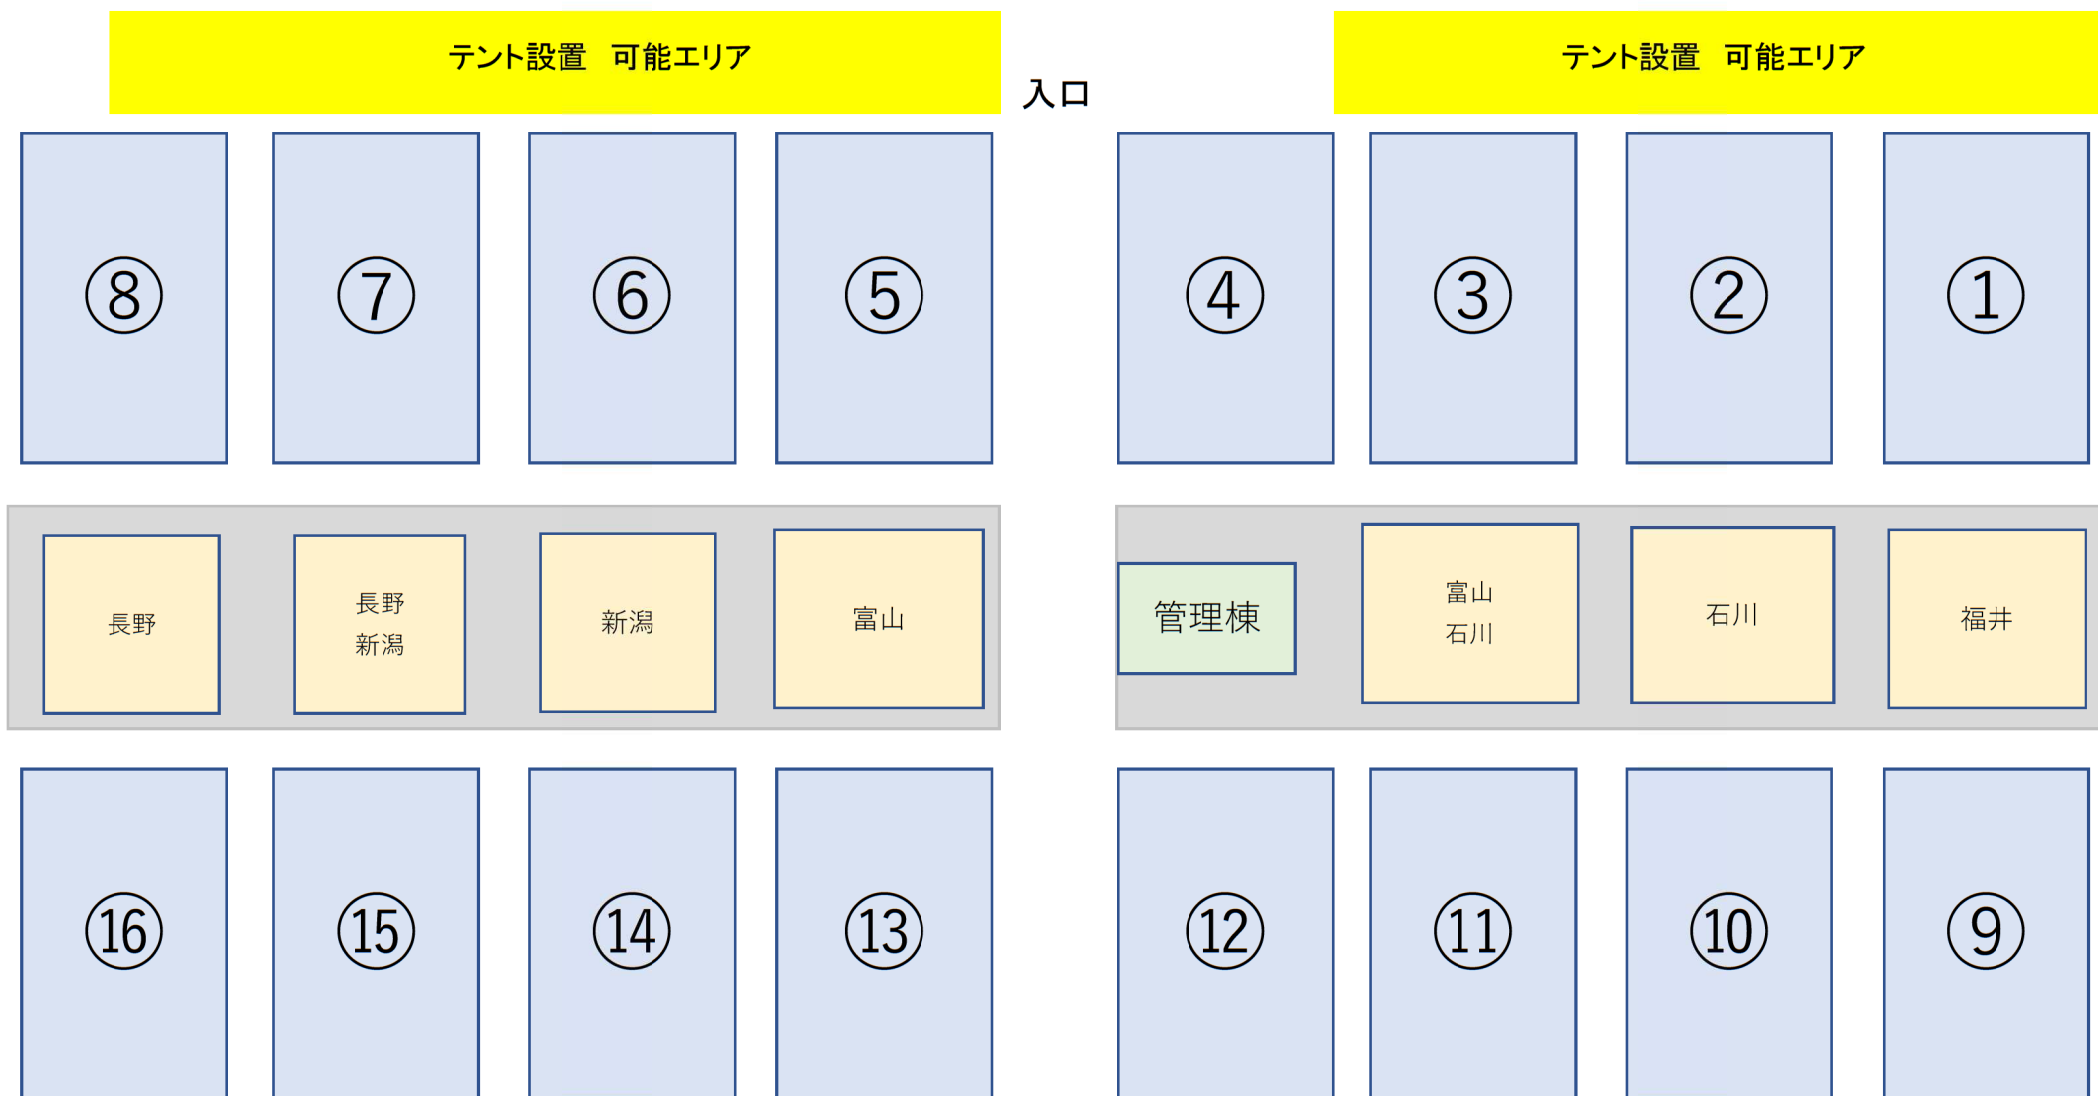 テント設置　可能エリア
テント設置　可能エリア
入口
⑧
⑦
⑥
⑤
④
③
②
①
長野
長野
新潟
新潟
富山
管理棟
富山
石川
石川
福井
⑯
⑮
⑭
⑬
⑫
⑪
⑩
⑨